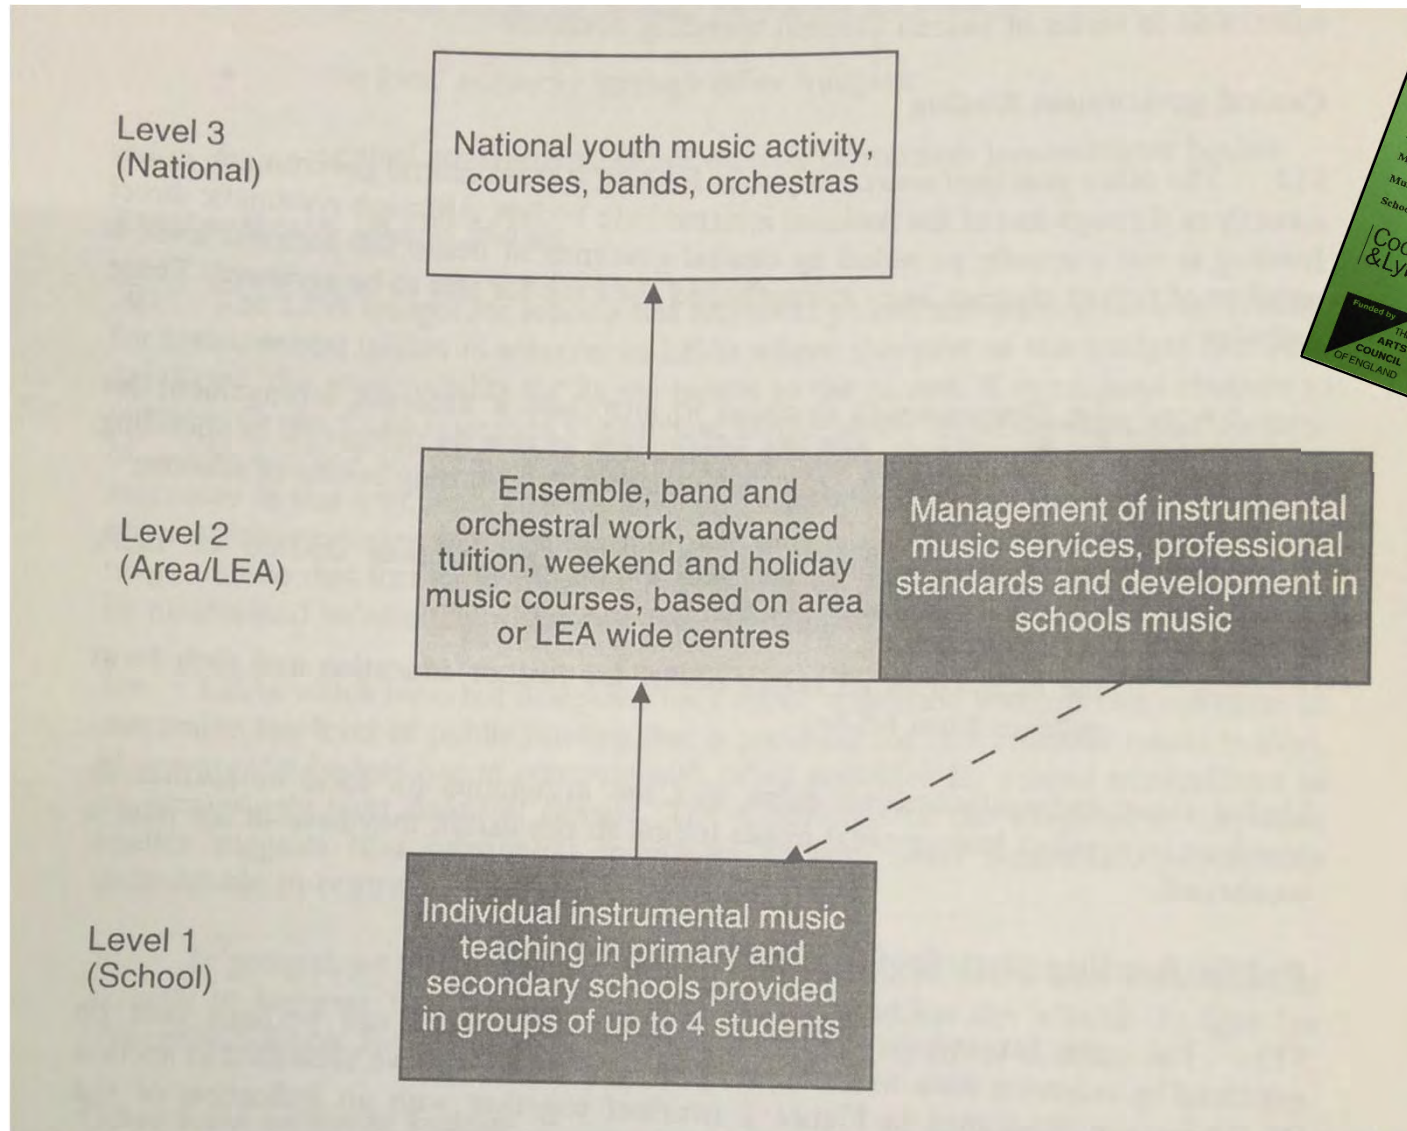 Level 3
(National)
National youth music activity,
courses, bands, orchestras
Level 2
(Area/LEA)
Ensemble, band and
orchestral work, advanced
tuition, weekend and holiday
music courses, based on area
or LEA wide centres
Management of instrumental
music services, professional
standards and development in
schools music
Level 1
(School)
Individual instrumental music
teaching in primary and
secondary schools provided
in groups of up to 4 students
Funded by
ARTS
COUNCIL
OF ENGLAND